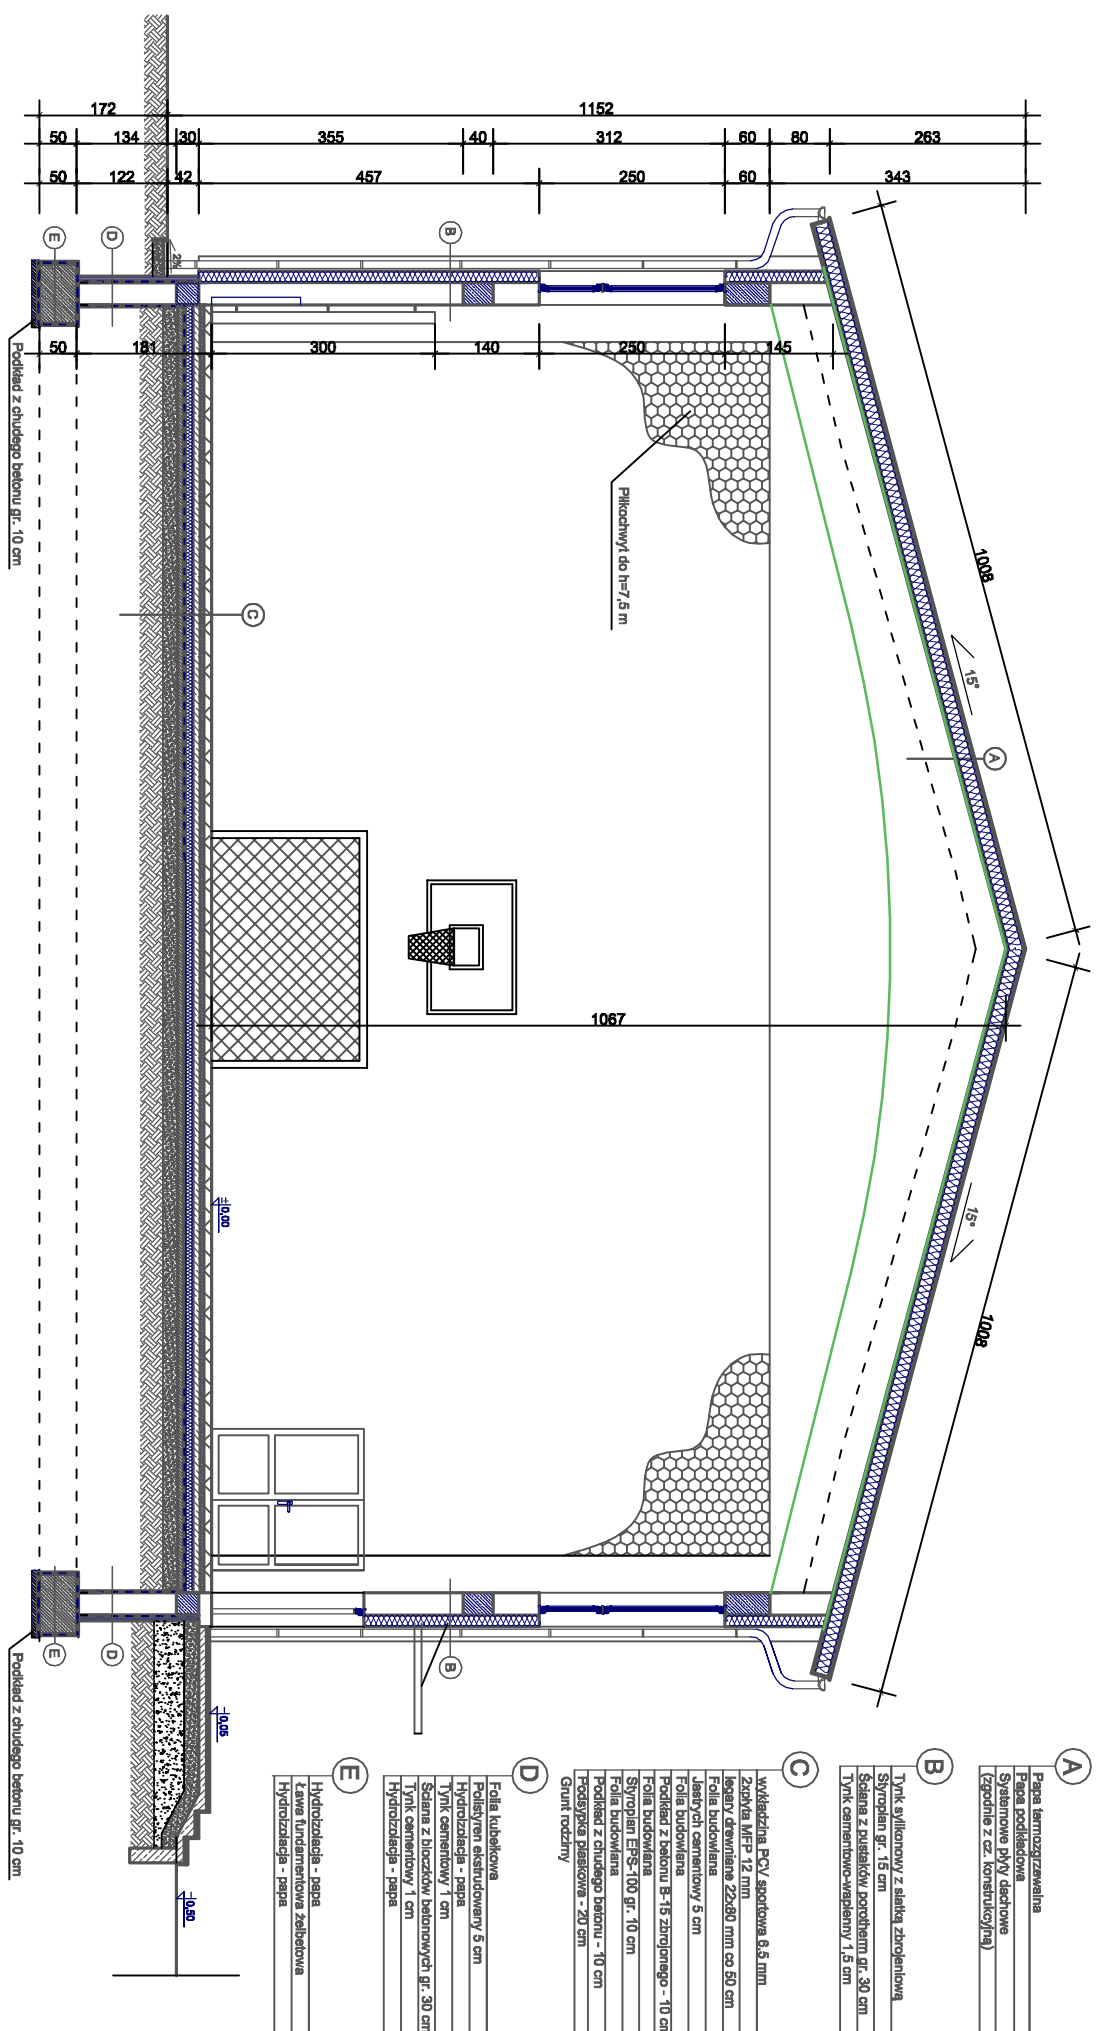 172
1152
50
134
30
355
40
312
60
80
263
50
122
42
457
250
60
343
E
D
B
2%
50
181
300
140
250
145
Podkład z chudego betonu gr. 10 cm
Piłkochwyt do h=7,5 m
C
1008
15°
A
1067
±0,00
15°
1008
E
D
B
Podkład z chudego betonu gr. 10 cm
-0,05
-0,50
A
Papa termozgrzewalna
Papa podkładowa
Systemowe płyty dachowe
(zgodnie z cz. konstrukcyjną)
B
Tynk sylikonowy z siatką zbrojeniową
Styropian gr. 15 cm
Ściana z pustaków porotherm gr. 30 cm
Tynk cementowo-wapienny 1,5 cm
C
wykładzina PCV sportowa 6,5 mm
2xpłyta MFP 12 mm
legary drewniane 22x80 mm co 50 cm
Folia budowlana
Jastrych cementowy 5 cm
Folia budowlana
Podkład z betonu B-15 zbrojonego - 10 cm
Folia budowlana
Styropian EPS-100 gr. 10 cm
Folia budowlana
Podkład z chudego betonu - 10 cm
Podsypka piaskowa - 20 cm
Grunt rodzimy
D
Folia kubełkowa
Polistyren ekstrudowany 5 cm
Hydroizolacja - papa
Tynk cementowy 1 cm
Ściana z bloczków betonowych gr. 30 cm
Tynk cementowy 1 cm
Hydroizolacja - papa
E
Hydroizolacja - papa
Ława fundamentowa żelbetowa
Hydroizolacja - papa